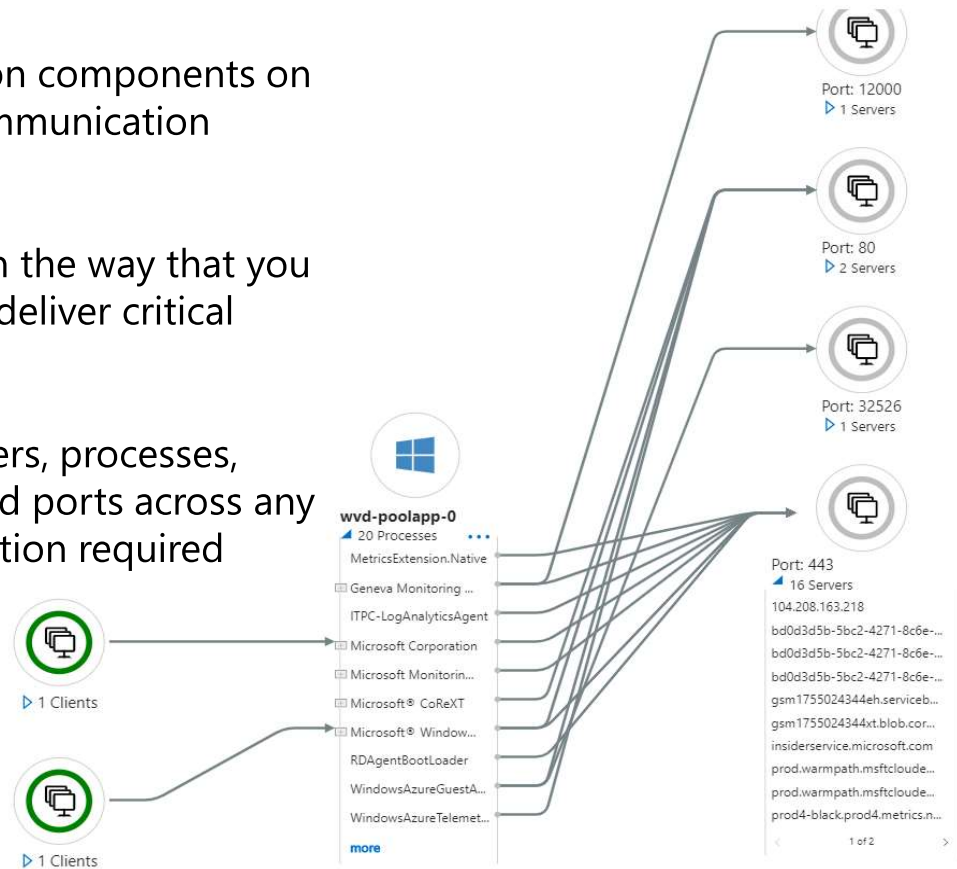 on components on
mmunication
n the way that you
deliver critical
ers, processes,
d ports across any
tion required
Port: 12000
1 Servers
Port: 80
2 Servers
Port: 32526
1 Servers
wvd-poolapp-0
20 Processes
MetricsExtension.Native
Geneva Monitoring ...
ITPC-LogAnalyticsAgent
Microsoft Corporation
Microsoft Monitorin...
Microsoft® CoReXT
Microsoft® Window...
RDAgentBootLoader
WindowsAzureGuestA...
WindowsAzureTelemet...
more
1 Clients
1 Clients
Port: 443
16 Servers
104.208.163.218
bd0d3d5b-5bc2-4271-8c6e-...
bd0d3d5b-5bc2-4271-8c6e-...
bd0d3d5b-5bc2-4271-8c6e-...
gsm1755024344eh.serviceb...
gsm1755024344xt.blob.cor...
insiderservice.microsoft.com
prod.warmpath.msftcloude...
prod.warmpath.msftcloude...
prod4-black.prod4.metrics.n...
1 of 2